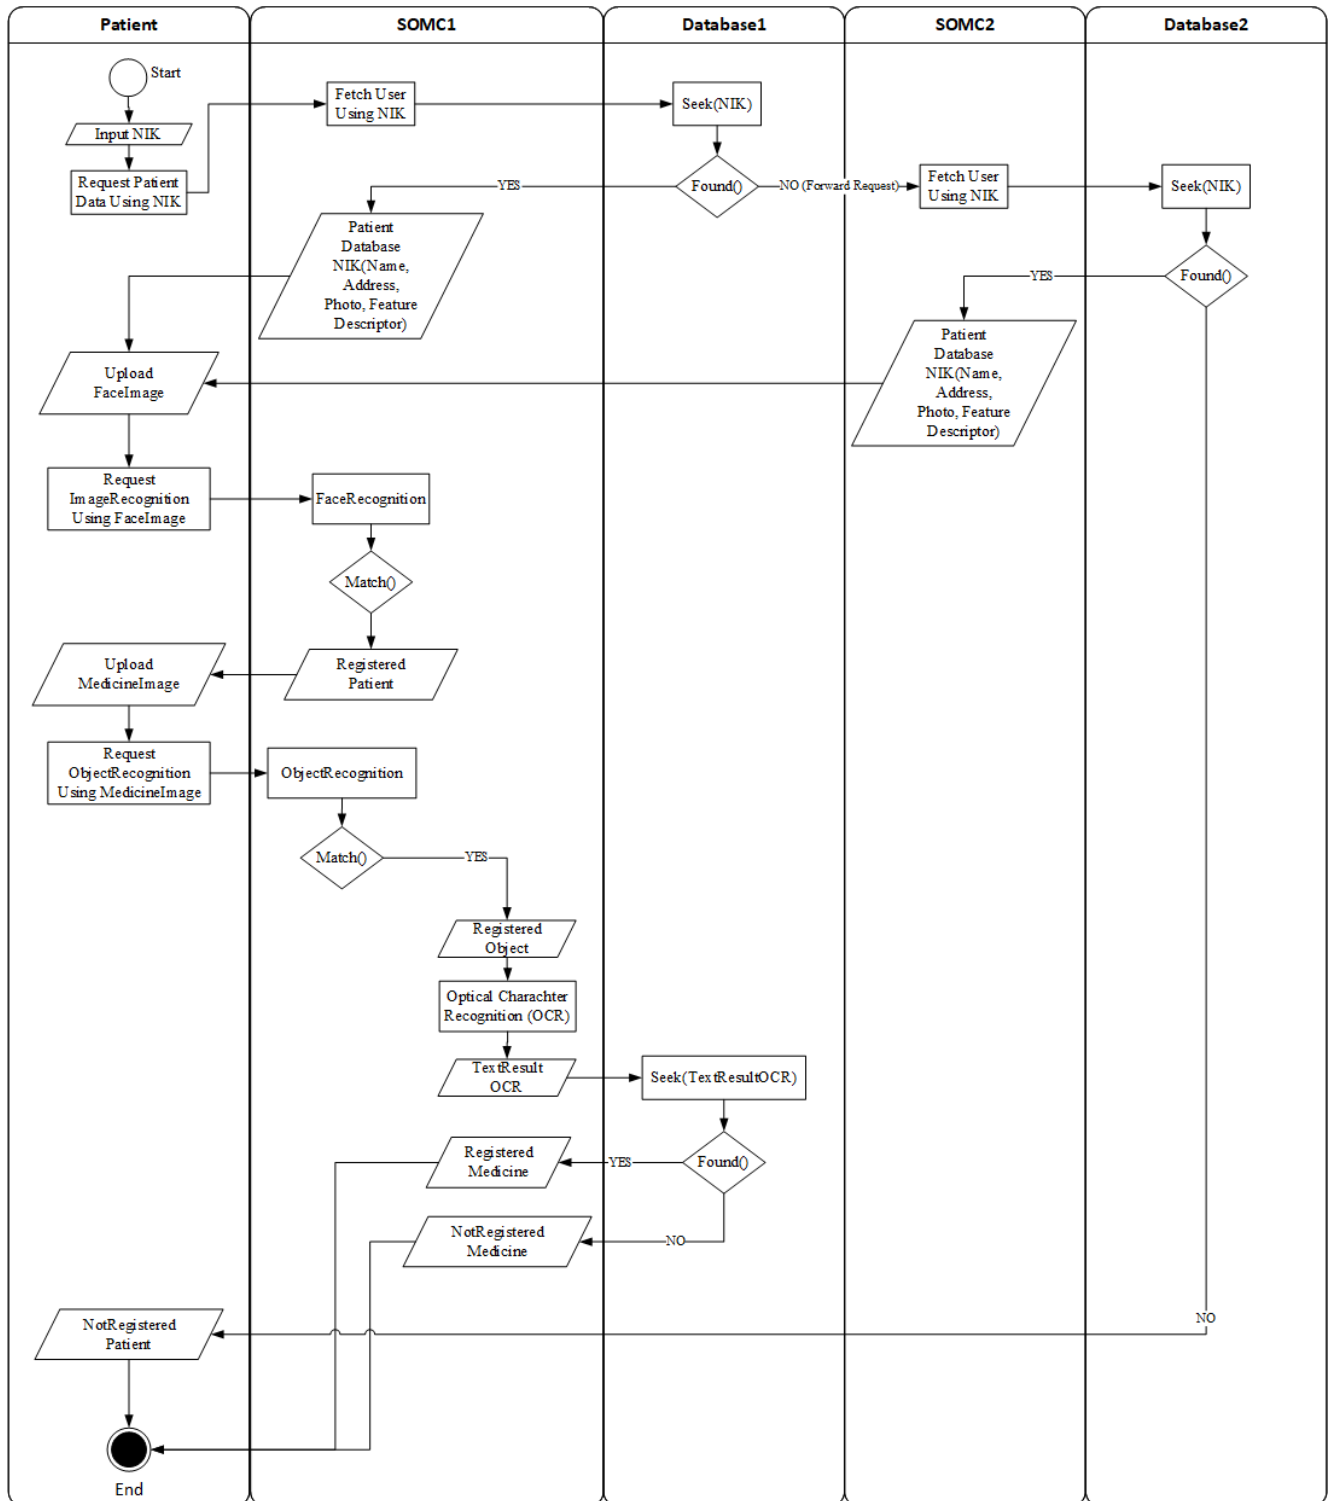 Patient
SOMC1
Database1
SOMC2
Database2
Start
Input NIK
Request Patient
Data Using NIK
Fetch User
Using NIK
Seek(NIK)
Found()
YES
NO (Forward Request)
Fetch User
Using NIK
Seek(NIK)
Found()
YES
Patient
Database
NIK(Name,
Address,
Photo, Feature
Descriptor)
Patient
Database
NIK(Name,
Address,
Photo, Feature
Descriptor)
Upload
FaceImage
Request
ImageRecognition
Using FaceImage
FaceRecognition
Match()
Registered
Patient
Upload
MedicineImage
Request
ObjectRecognition
Using MedicineImage
ObjectRecognition
Match()
YES
Registered
Object
Optical Charachter
Recognition (OCR)
TextResult
OCR
Seek(TextResultOCR)
Found()
YES
Registered
Medicine
NO
NotRegistered
Medicine
NO
NotRegistered
Patient
End